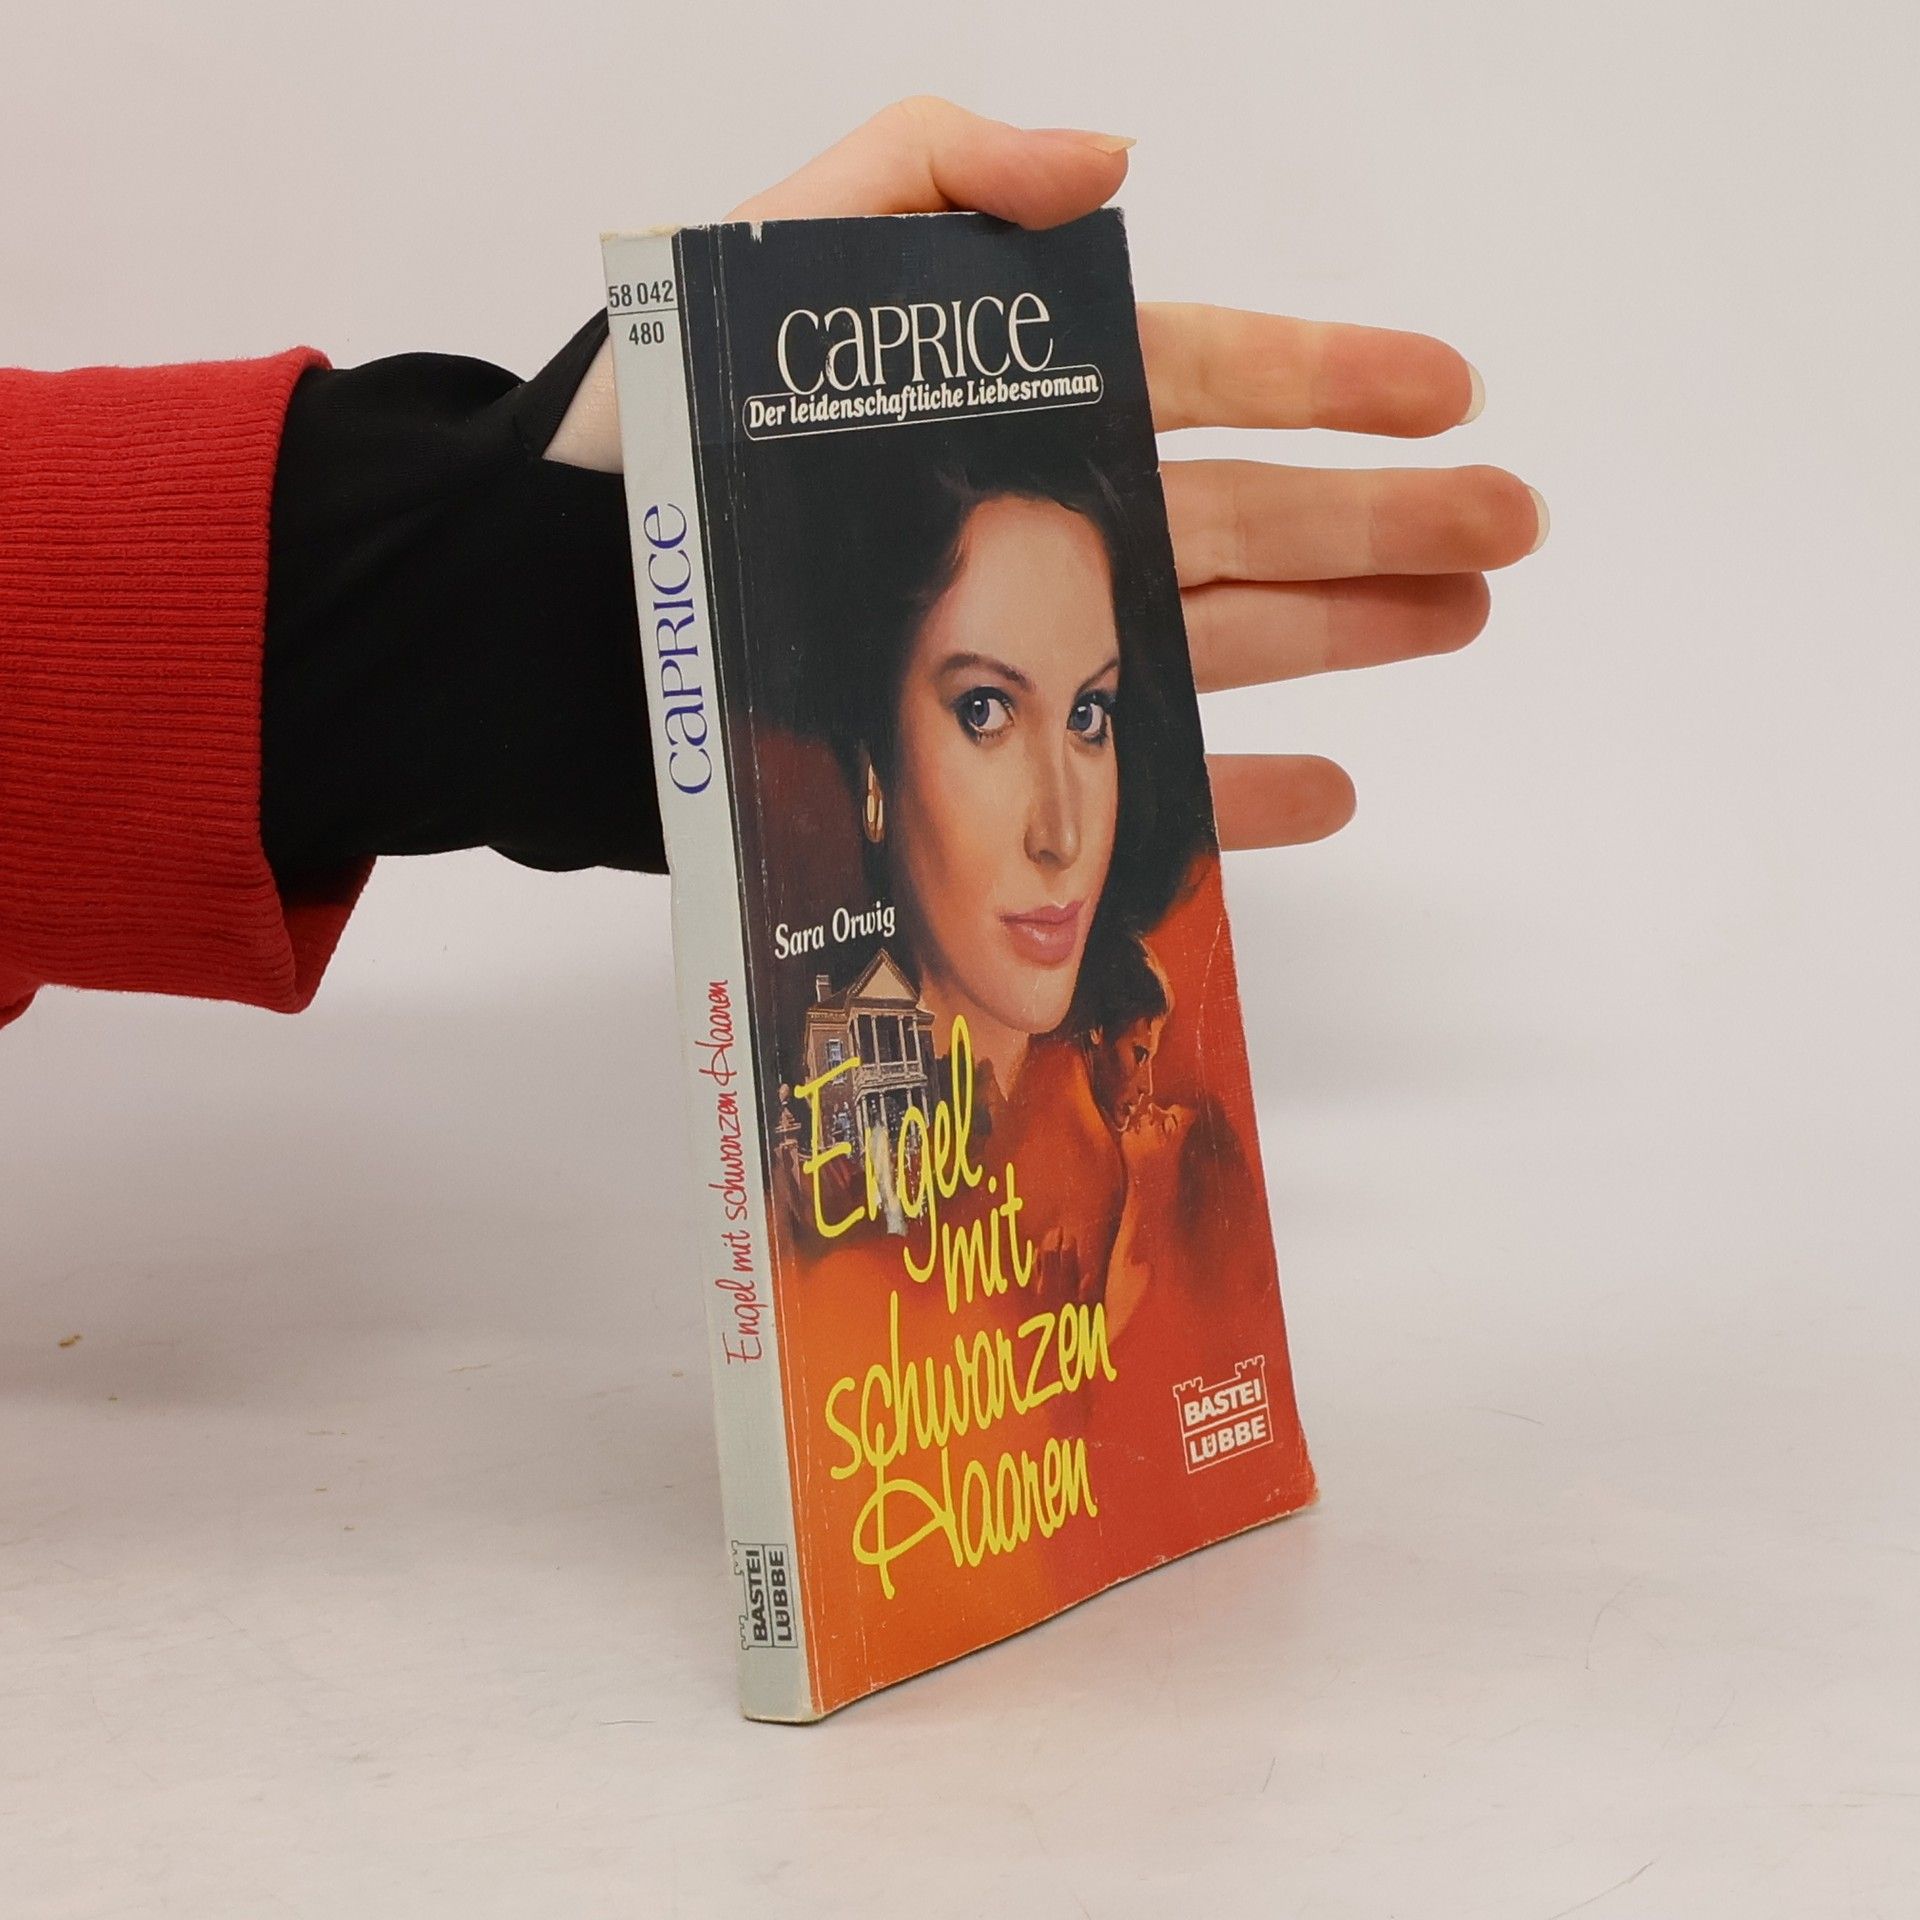 58 042
480
CAPRICE
Engel mit schwarzen Haaren
BASTEI
LÜBBE
CAPRICE
Der leidenschaftliche Liebesroman
Sara Orwig
Engel
mit
schwarzen
Haaren
BASTEI
LÜBBE